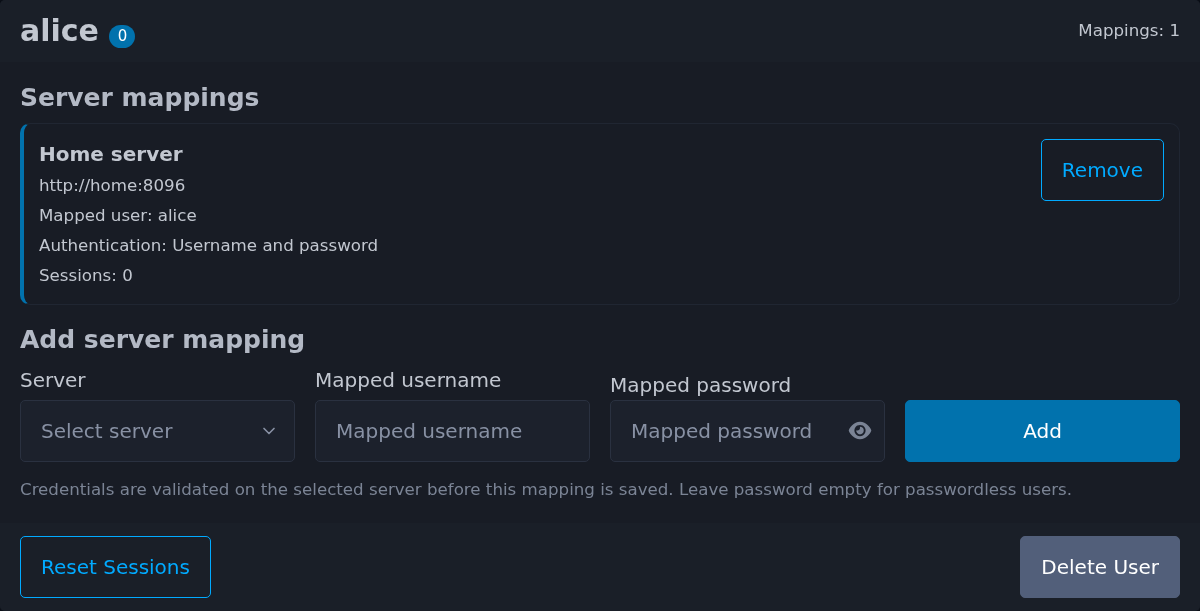 alice 0 Mappings: 1
Server mappings
Home server
Remove
http://home:8096
Mapped user: alice
Authentication: Username and password
Sessions: 0
Add server mapping
Server Mapped username Mapped password
Select server Mapped username Mapped password Add
Credentials are validated on the selected server before this mapping is saved. Leave password empty for passwordless users.
Reset Sessions Delete User